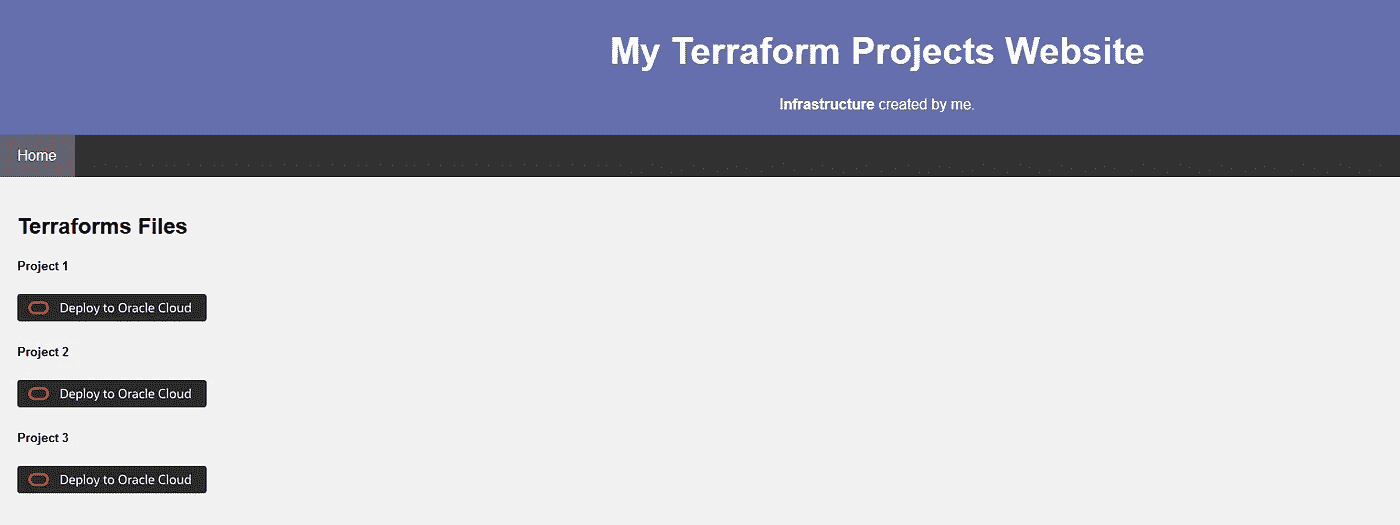 My Terraform Projects Website
Infrastructure created by me.
Home
Terraforms Files
Project 1
Deploy to Oracle Cloud
Project 2
Deploy to Oracle Cloud
Project 3
Deploy to Oracle Cloud